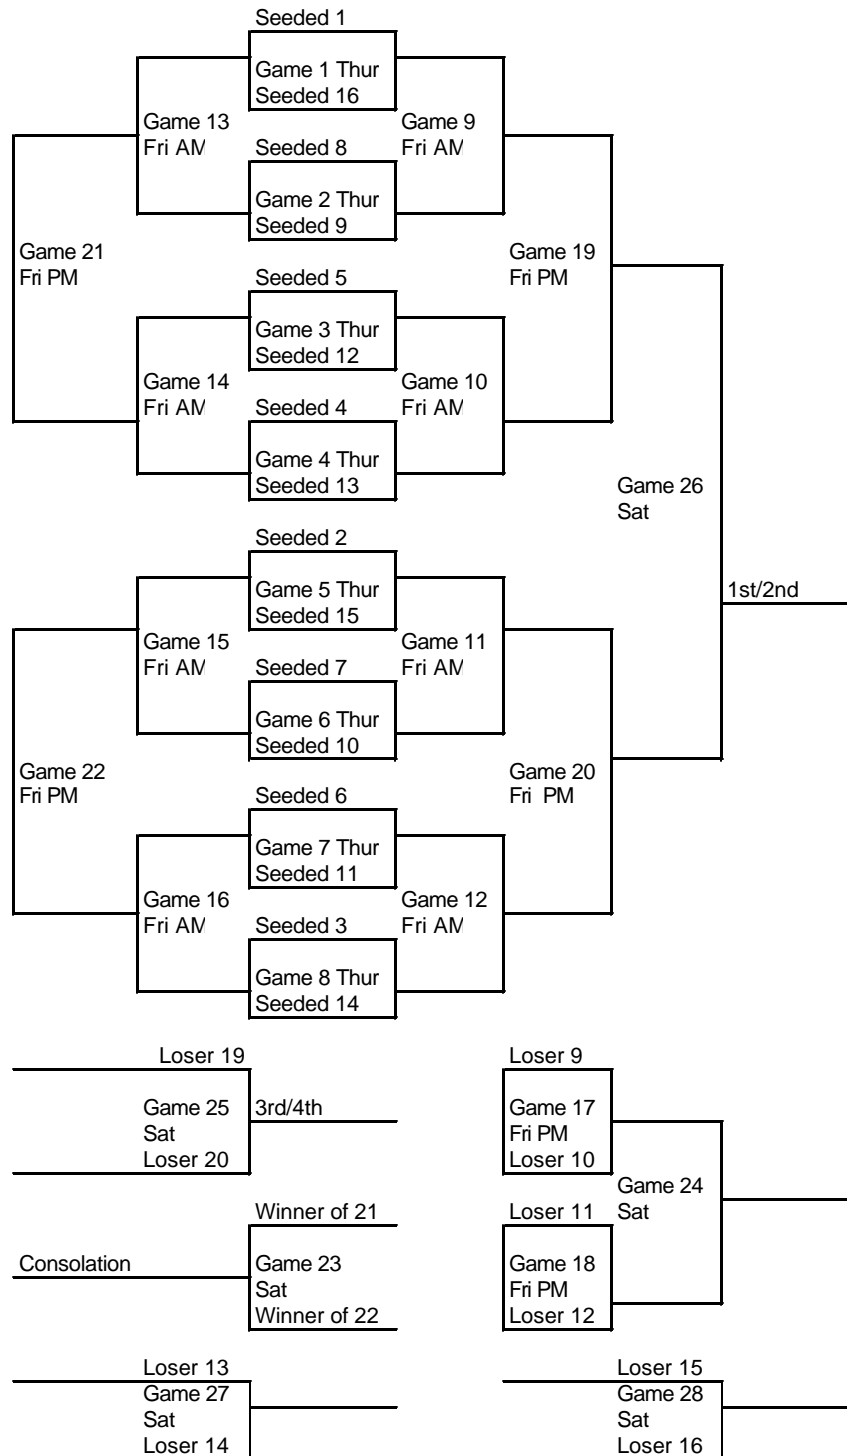 Seeded 1
Game 1 Thur
Seeded 16
Game 13
Fri AM
Game 9
Fri AM
Seeded 8
Game 2 Thur
Seeded 9
Game 21
Fri PM
Game 19
Fri PM
Seeded 5
Game 3 Thur
Seeded 12
Game 14
Fri AM
Game 10
Fri AM
Seeded 4
Game 4 Thur
Seeded 13
Game 26
Sat
Seeded 2
Game 5 Thur
Seeded 15
1st/2nd
Game 15
Fri AM
Game 11
Fri AM
Seeded 7
Game 6 Thur
Seeded 10
Game 22
Fri PM
Game 20
Fri PM
Seeded 6
Game 7 Thur
Seeded 11
Game 16
Fri AM
Game 12
Fri AM
Seeded 3
Game 8 Thur
Seeded 14
Loser 19
Game 25
Sat
Loser 20
3rd/4th
Loser 9
Game 17
Fri PM
Loser 10
Game 24
Sat
Winner of 21
Consolation
Game 23
Sat
Winner of 22
Loser 11
Game 18
Fri PM
Loser 12
Loser 13
Game 27
Sat
Loser 14
Loser 15
Game 28
Sat
Loser 16